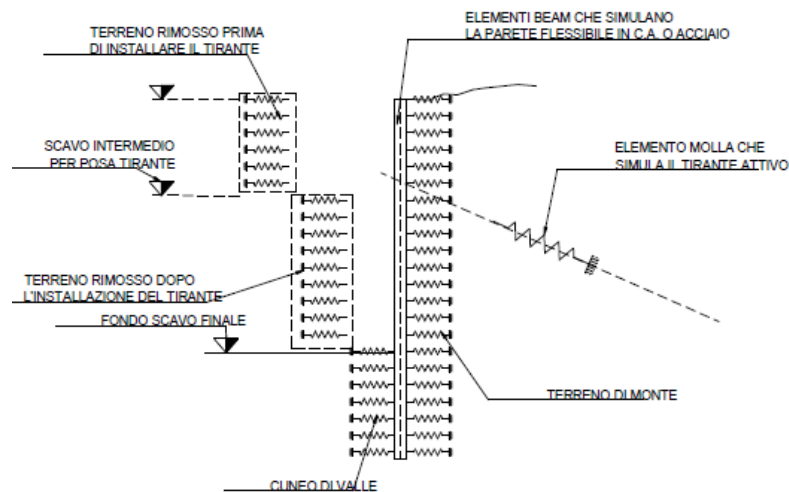 TERRENO RIMOSSO PRIMA
DI INSTALLARE IL TIRANTE
ELEMENTI BEAM CHE SIMULANO
LA PARETE FLESSIBILE IN C.A. O ACCIAIO
SCAVO INTERMEDIO
PER POSA TIRANTE
ELEMENTO MOLLA CHE
SIMULA IL TIRANTE ATTIVO
TERRENO RIMOSSO DOPO
L'INSTALLAZIONE DEL TIRANTE
FONDO SCAVO FINALE
TERRENO DI MONTE
CUNEO DI VALLE